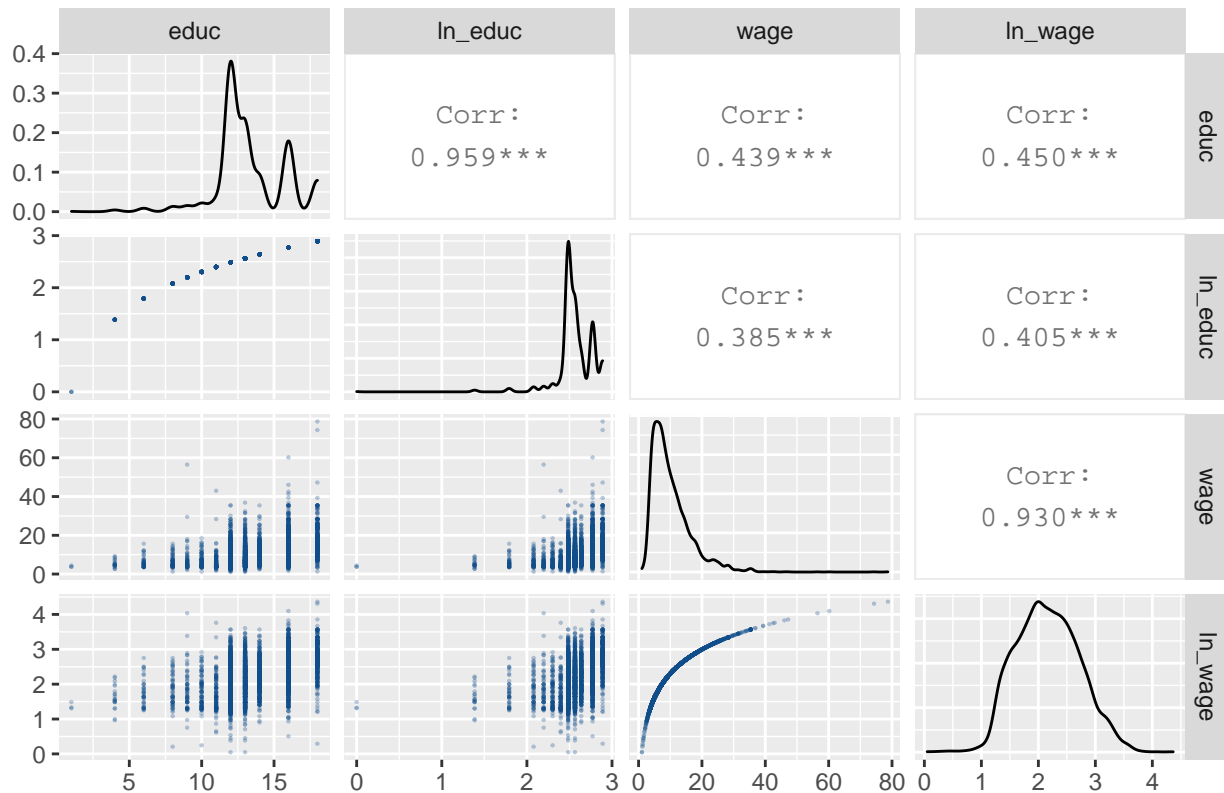 educ ln_educ wage ln_wage
0.4
0.3
0.2
0.1
0.0
Corr:
0.959***
Corr:
0.439***
Corr:
0.450***
educ
3
2
1
0
Corr:
0.385***
Corr:
0.405***
ln_educ
80
60
40
20
0
Corr:
0.930***
wage
4
3
2
1
0
ln_wage
5 10 15
0 1 2 3
0 20 40 60 80
0 1 2 3 4